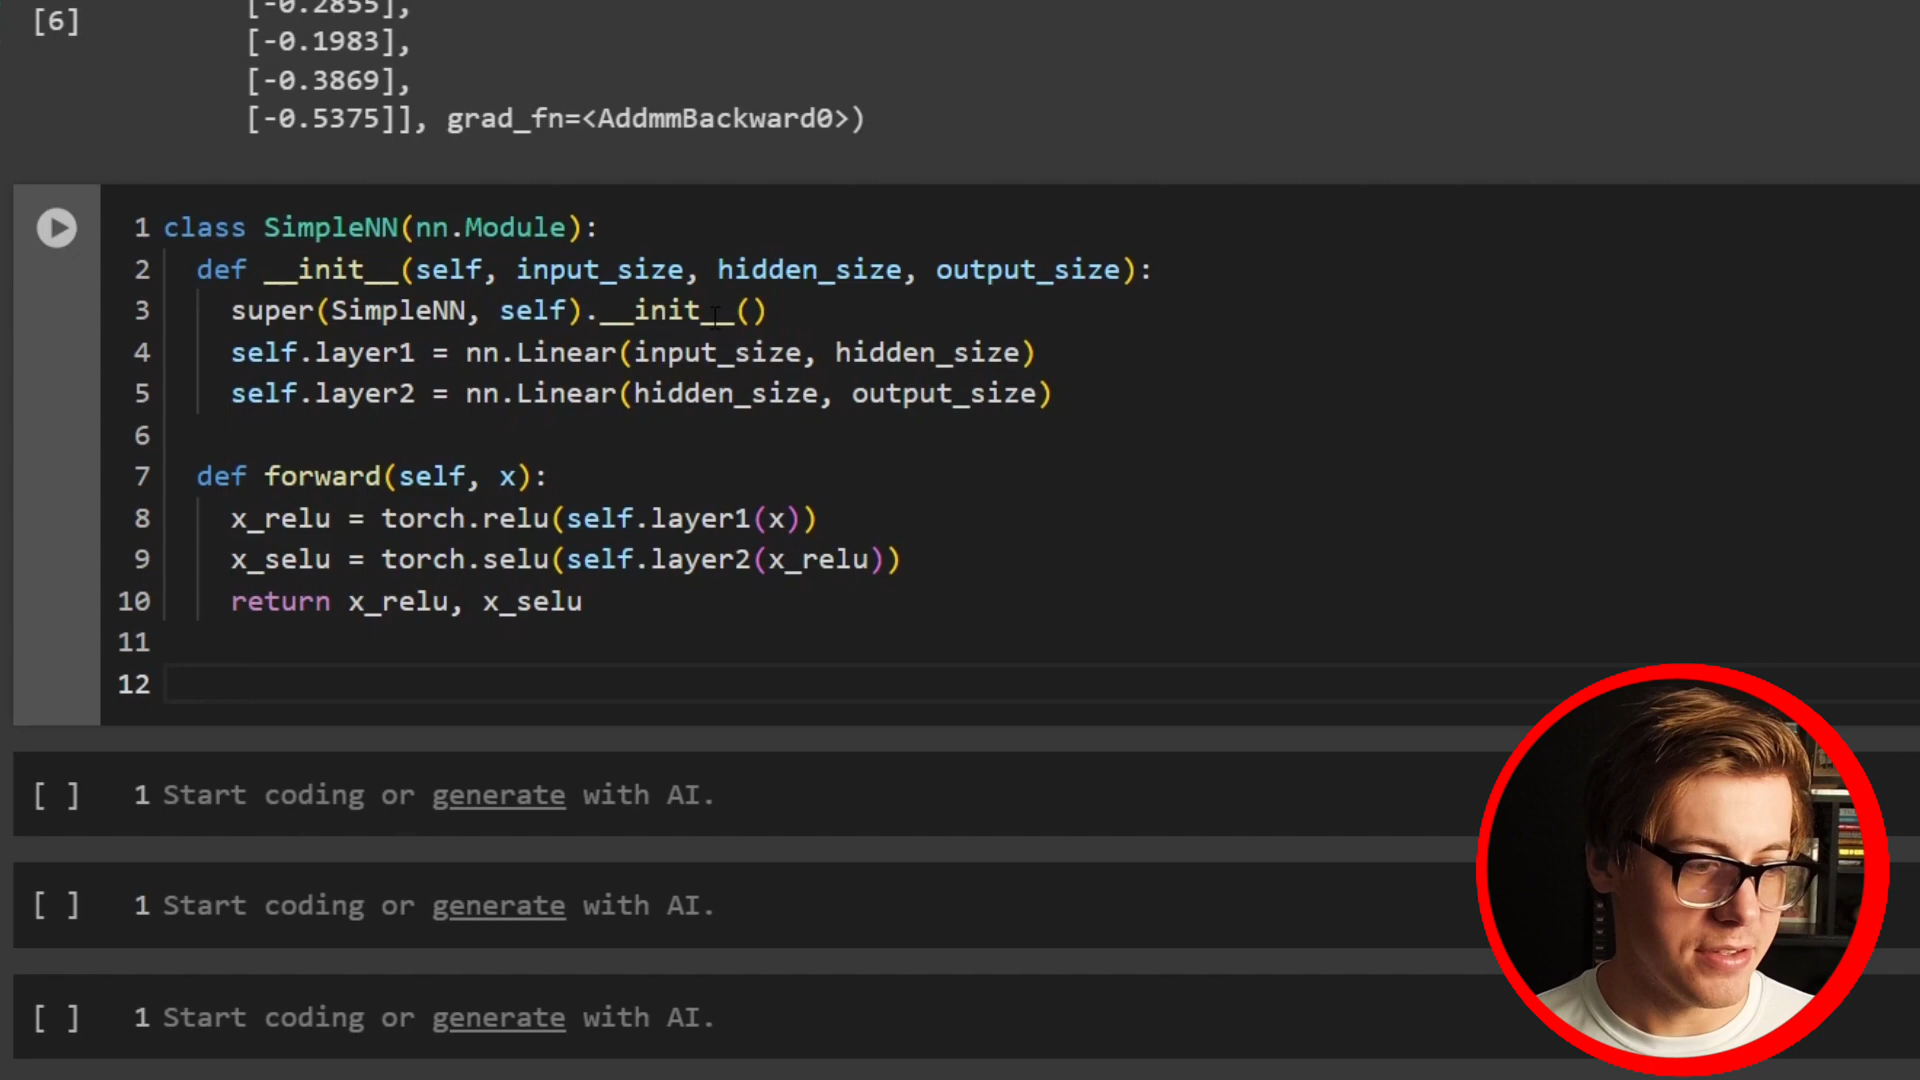 [-0.2855],
[6]
[-0.1983],
[-0.3869],
[-0.5375]], grad_fn=<AddmmBackward0>)
1 class SimpleNN(nn.Module):
2 def __init__(self, input_size, hidden_size, output_size):
3 super(SimpleNN, self).__init__()
4 self.layer1 = nn.Linear(input_size, hidden_size)
5 self.layer2 = nn.Linear(hidden_size, output_size)
6
7 def forward(self, x):
8 x_relu = torch.relu(self.layer1(x))
9 x_selu = torch.selu(self.layer2(x_relu))
10 return x_relu, x_selu
11
12
[ ] 1 Start coding or generate with AI.
[ ] 1 Start coding or generate with AI.
[ ] 1 Start coding or generate with AI.